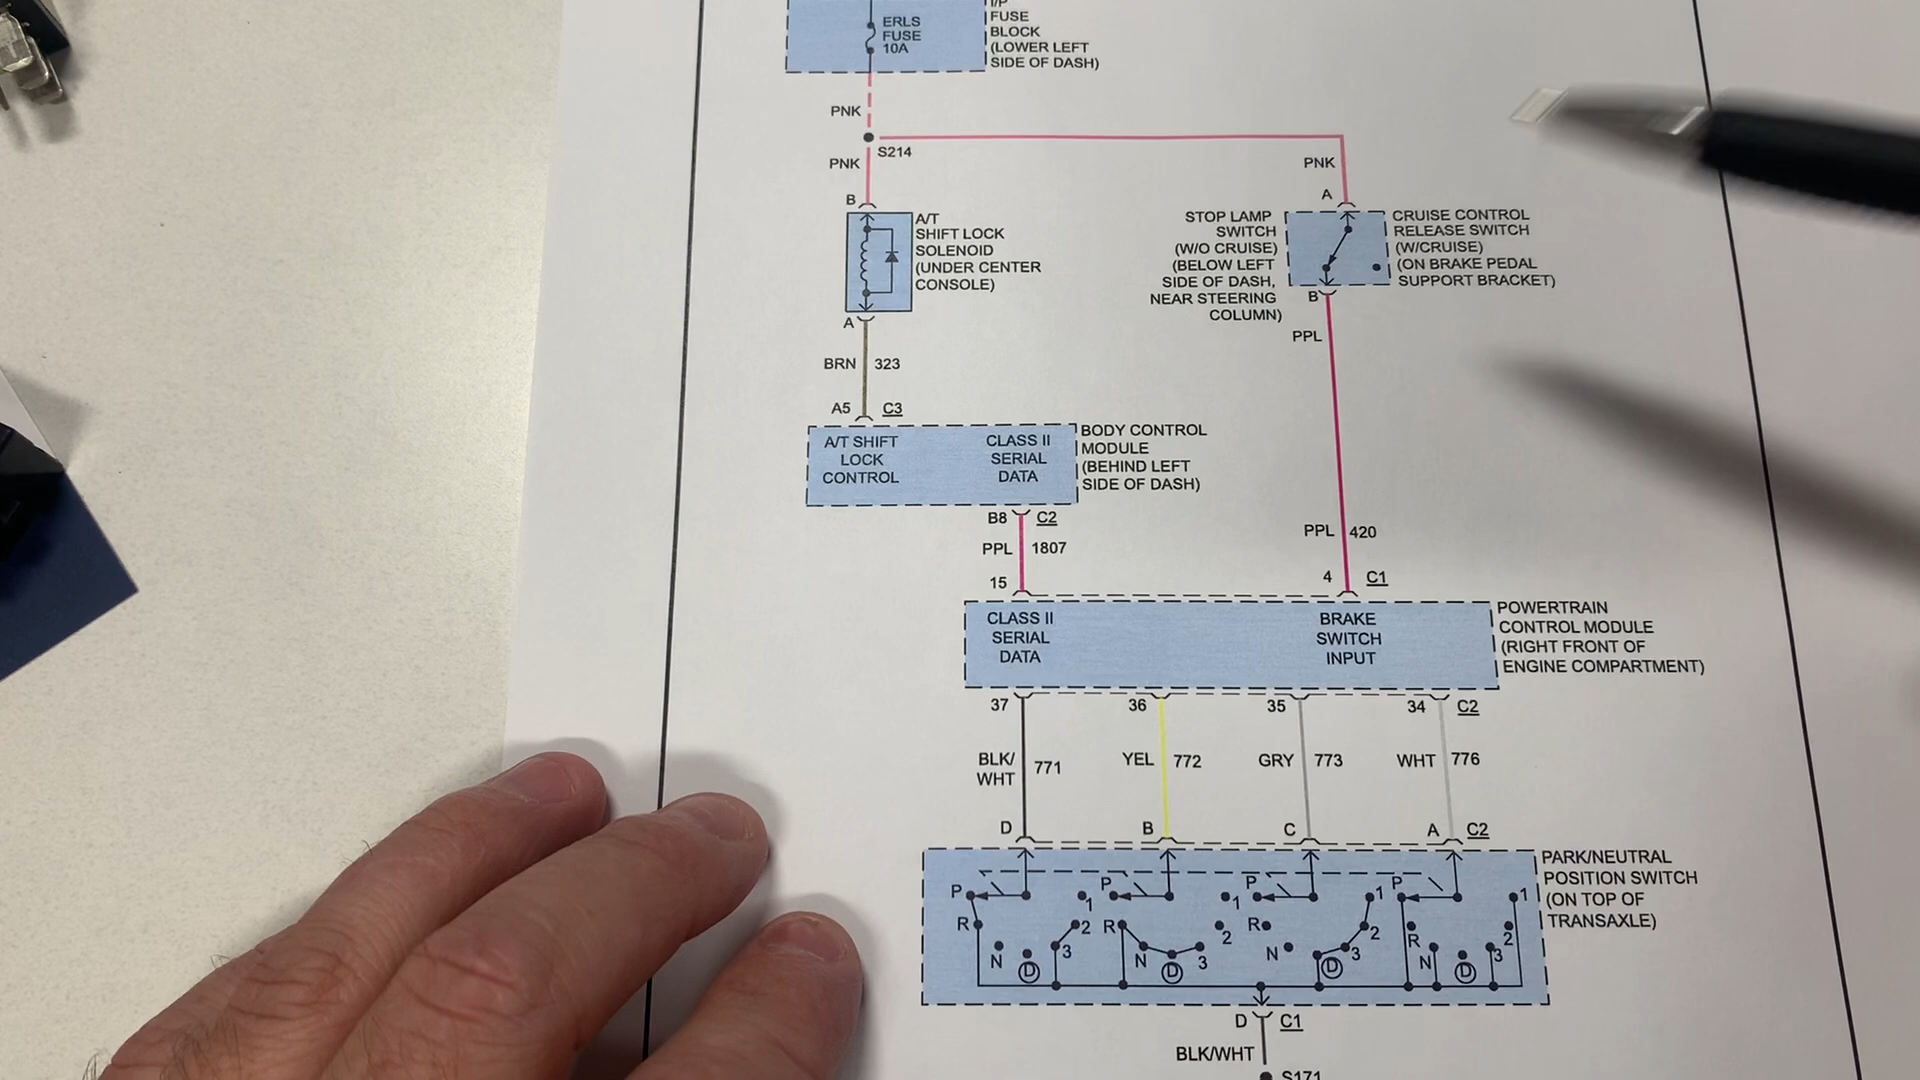 I/P
FUSE
BLOCK
(LOWER LEFT
SIDE OF DASH)
ERLS
FUSE
10A
PNK
S214
PNK
PNK
B
A
A/T
SHIFT LOCK
SOLENOID
(UNDER CENTER
CONSOLE)
STOP LAMP
SWITCH
(W/O CRUISE)
(BELOW LEFT
SIDE OF DASH,
NEAR STEERING
COLUMN)
CRUISE CONTROL
RELEASE SWITCH
(W/CRUISE)
(ON BRAKE PEDAL
SUPPORT BRACKET)
A
B
PPL
BRN 323
A5 C3
A/T SHIFT
LOCK
CONTROL
CLASS II
SERIAL
DATA
BODY CONTROL
MODULE
(BEHIND LEFT
SIDE OF DASH)
B8 C2
PPL 1807
15
PPL 420
4 C1
CLASS II
SERIAL
DATA
BRAKE
SWITCH
INPUT
POWERTRAIN
CONTROL MODULE
(RIGHT FRONT OF
ENGINE COMPARTMENT)
37 36 35 34 C2
BLK/
WHT 771
YEL 772
GRY 773
WHT 776
D B C A C2
PARK/NEUTRAL
POSITION SWITCH
(ON TOP OF
TRANSAXLE)
P R N D 3 2 1
P R N D 3 2 1
P R N D 3 2 1
P R N D 3 2 1
D C1
BLK/WHT
S171